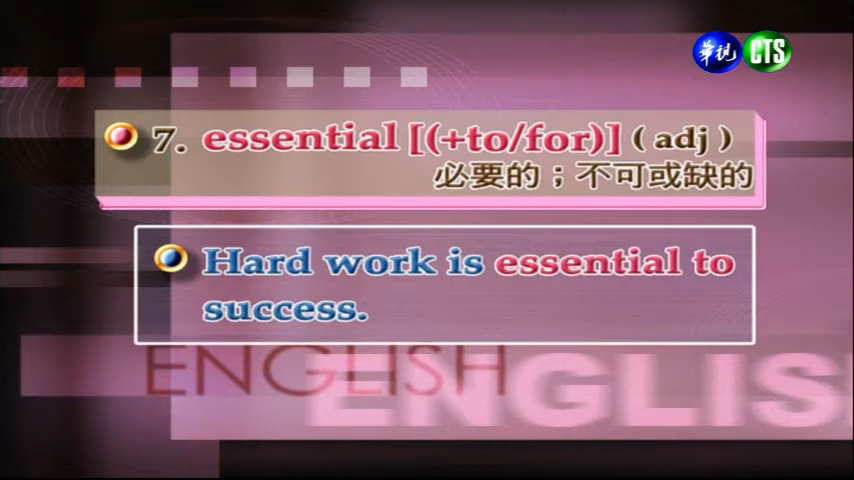 華視 CTS
7. essential [(+to/for)] ( adj )
必要的；不可或缺的
Hard work is essential to
success.
ENGLISH
ENGLIS